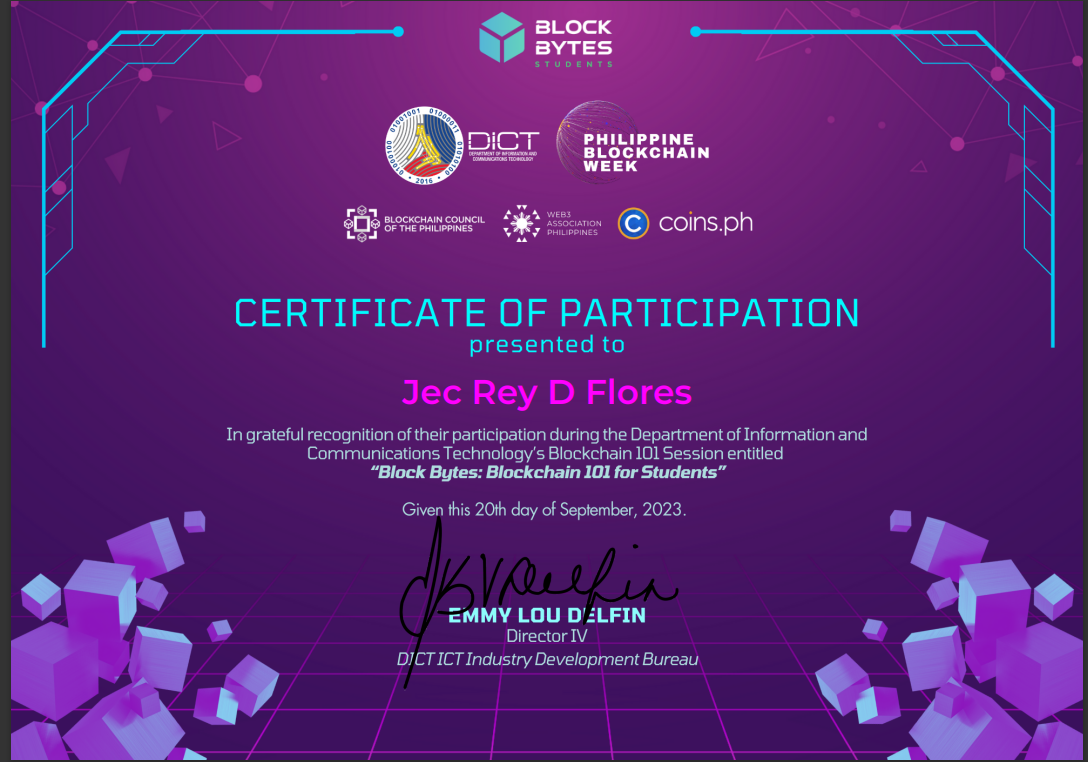 BLOCK
BYTES
STUDENTS
01001001 01000011
01000100 01010100
2016
DICT
DEPARTMENT OF INFORMATION AND
COMMUNICATIONS TECHNOLOGY
PHILIPPINE
BLOCKCHAIN
WEEK
BLOCKCHAIN COUNCIL
OF THE PHILIPPINES
WEB3
ASSOCIATION
PHILIPPINES
C
coins.ph
CERTIFICATE OF PARTICIPATION
presented to
Jec Rey D Flores
In grateful recognition of their participation during the Department of Information and
Communications Technology's Blockchain 101 Session entitled
“Block Bytes: Blockchain 101 for Students”
Given this 20th day of September, 2023.
EMMY LOU DELFIN
Director IV
DICT ICT Industry Development Bureau